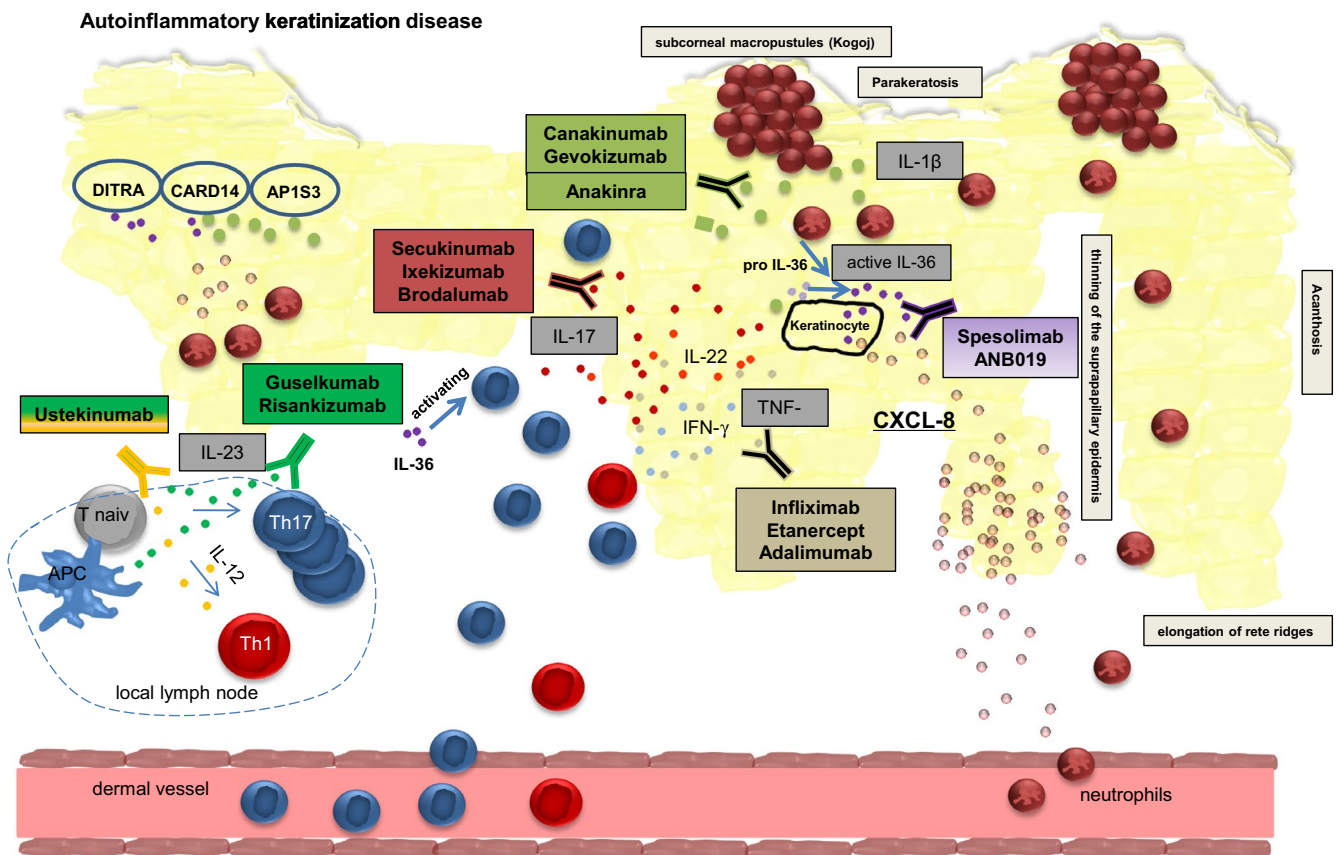 Autoinflammatory keratinization disease
subcorneal macropustules (Kogoj)
Parakeratosis
Canakinumab
Gevokizumab
Anakinra
IL-1β
DITRA
CARD14
AP1S3
Secukinumab
Ixekizumab
Brodalumab
IL-17
pro IL-36
active IL-36
Keratinocyte
Spesolimab
ANB019
thinning of the suprapapillary epidermis
Acanthosis
IL-22
TNF-
IFN-γ
CXCL-8
Guselkumab
Risankizumab
activating
IL-36
Ustekinumab
IL-23
T naiv
Th17
APC
IL-12
Th1
local lymph node
Infliximab
Etanercept
Adalimumab
elongation of rete ridges
dermal vessel
neutrophils